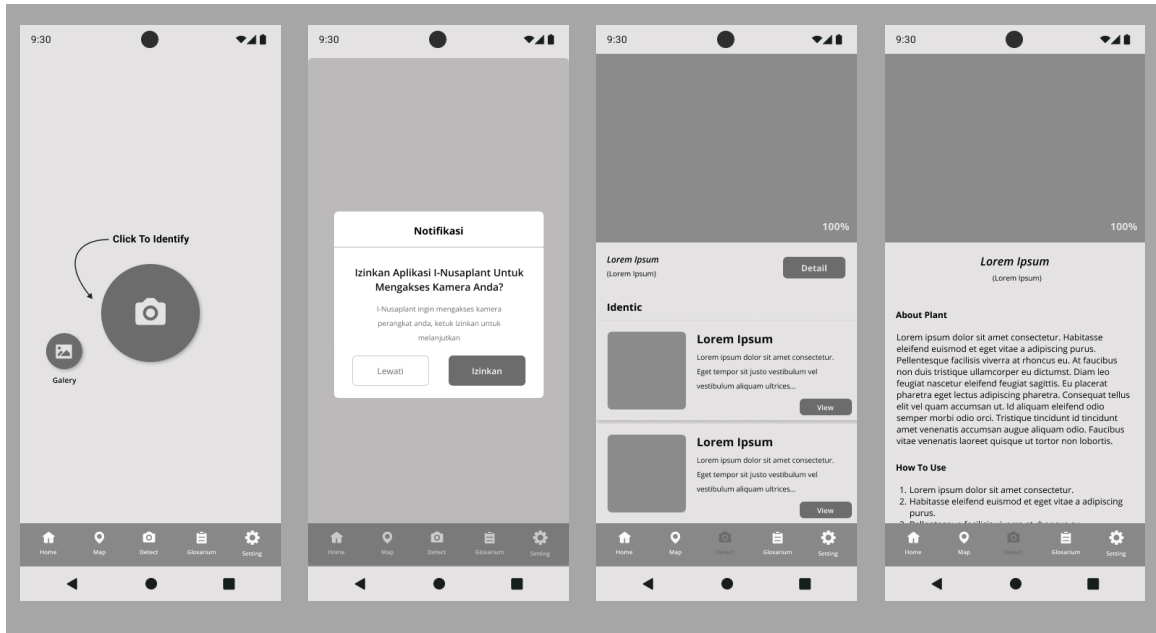 9:30
Click To Identify
Galery
Home Map Detect Glosarium Setting
9:30
Notifikasi
Izinkan Aplikasi I-Nusaplant Untuk
Mengakses Kamera Anda?
I-Nusaplant ingin mengakses kamera
perangkat anda, ketuk izinkan untuk
melanjutkan
Lewati Izinkan
Home Map Detect Glosarium Setting
9:30
100%
Lorem Ipsum
(Lorem Ipsum)
Detail
Identic
Lorem Ipsum
Lorem ipsum dolor sit amet consectetur.
Eget tempor sit justo vestibulum vel
vestibulum aliquam ultrices...
View
Lorem Ipsum
Lorem ipsum dolor sit amet consectetur.
Eget tempor sit justo vestibulum vel
vestibulum aliquam ultrices...
View
Home Map Detect Glosarium Setting
9:30
100%
Lorem Ipsum
(Lorem Ipsum)
About Plant
Lorem ipsum dolor sit amet consectetur. Habitasse
eleifend euismod et eget vitae a adipiscing purus.
Pellentesque facilisis viverra at rhoncus eu. At faucibus
non duis tristique ullamcorper eu dictumst. Diam leo
feugiat nascetur eleifend feugiat sagittis. Eu placerat
pharetra eget lectus adipiscing pharetra. Consequat tellus
elit vel quam accumsan ut. Id aliquam eleifend odio
semper morbi odio orci. Tristique tincidunt id tincidunt
amet venenatis accumsan augue aliquam odio. Faucibus
vitae venenatis laoreet quisque ut tortor non lobortis.
How To Use
1. Lorem ipsum dolor sit amet consectetur.
2. Habitasse eleifend euismod et eget vitae a adipiscing
purus.
Home Map Detect Glosarium Setting